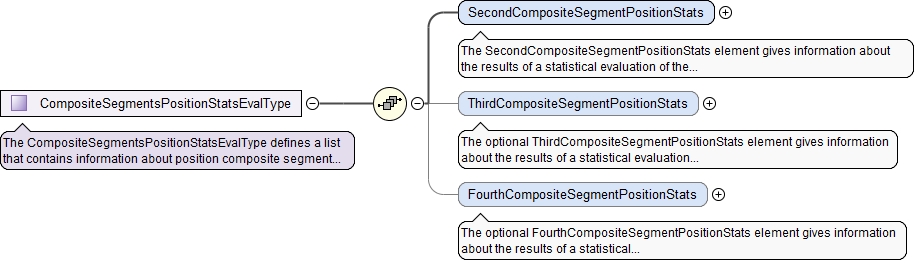 SecondCompositeSegmentPositionStats
The SecondCompositeSegmentPositionStats element gives information about
the results of a statistical evaluation of the...
CompositeSegmentsPositionStatsEvalType
The CompositeSegmentsPositionStatsEvalType defines a list
that contains information about position composite segment...
ThirdCompositeSegmentPositionStats
The optional ThirdCompositeSegmentPositionStats element gives information
about the results of a statistical evaluation...
FourthCompositeSegmentPositionStats
The optional FourthCompositeSegmentPositionStats element gives information
about the results of a statistical...